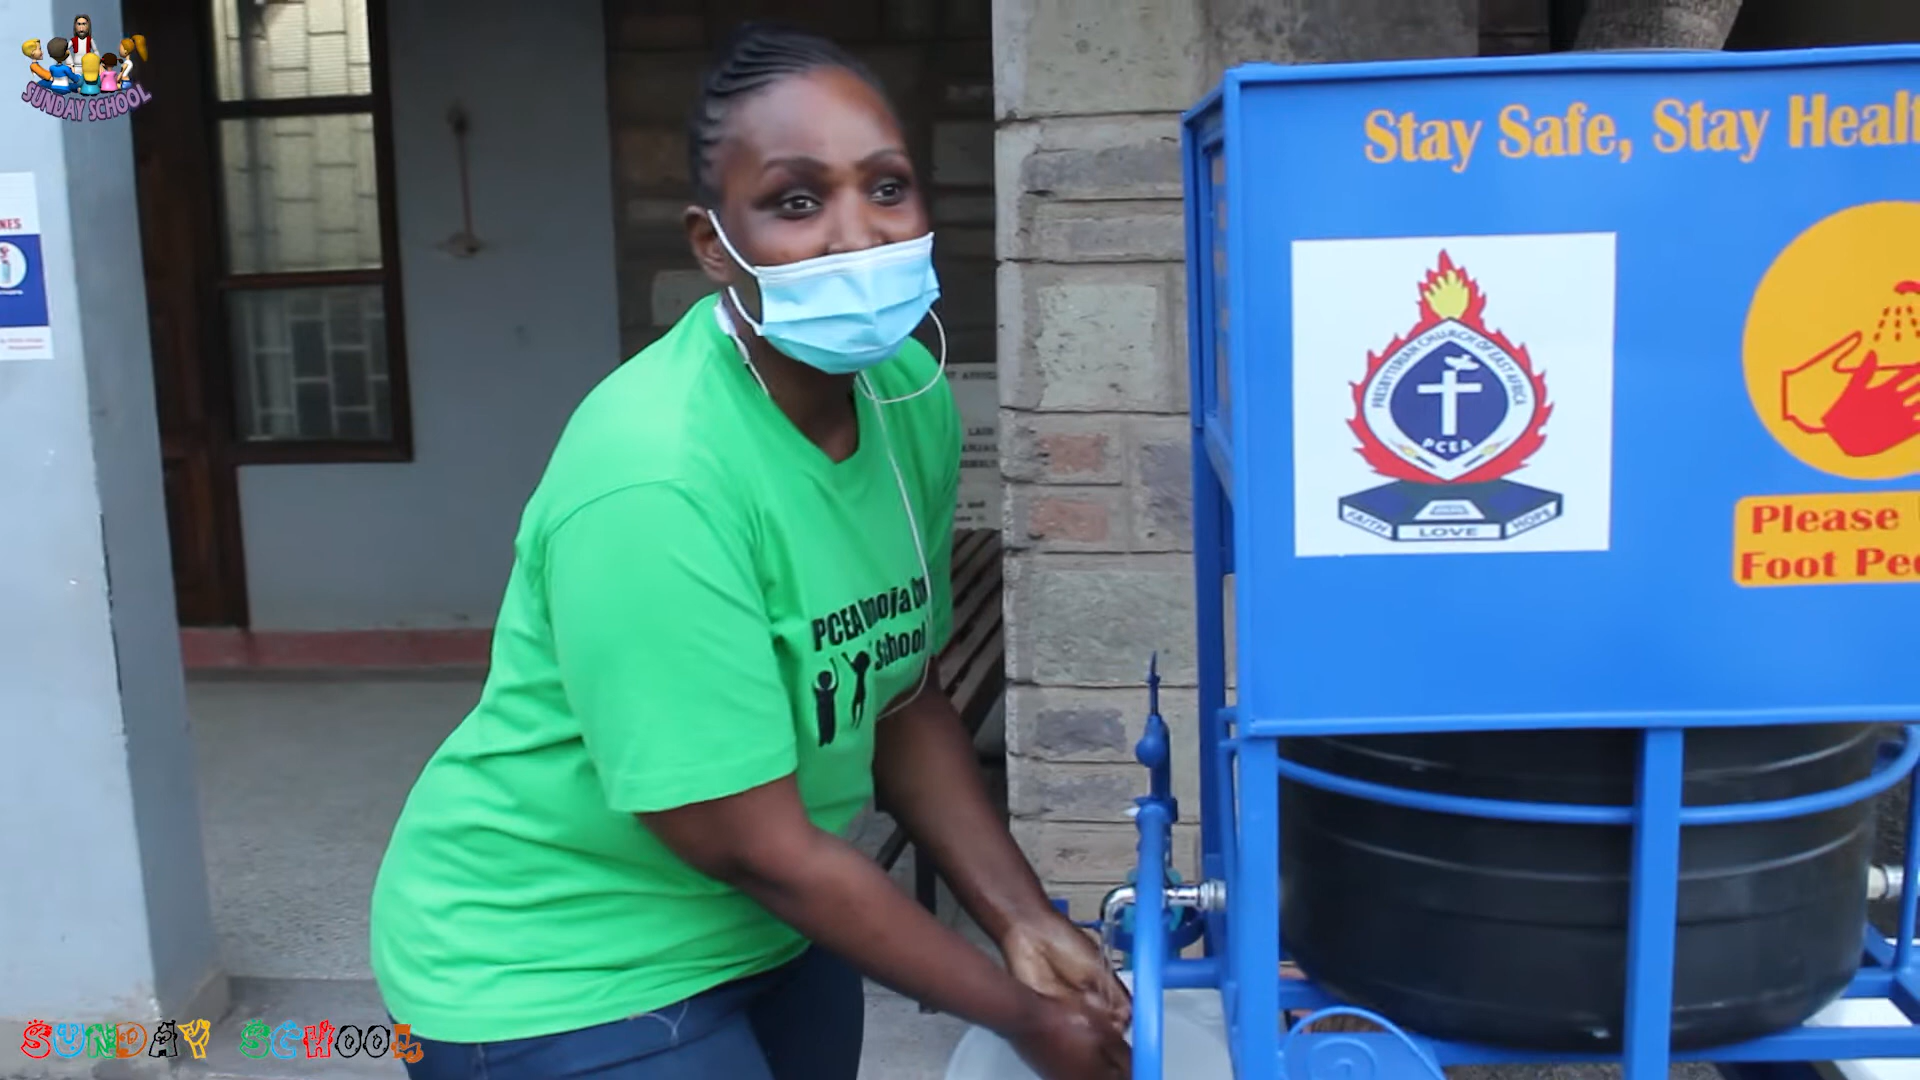 SUNDAY SCHOOL
NES
Stay Safe, Stay Healt
PRESBYTERIAN CHURCH OF EAST AFRICA
PCEA
FAITH
LOVE
HOPE
Please
Foot Pe
PCEA
school
SUNDAY SCHOOL